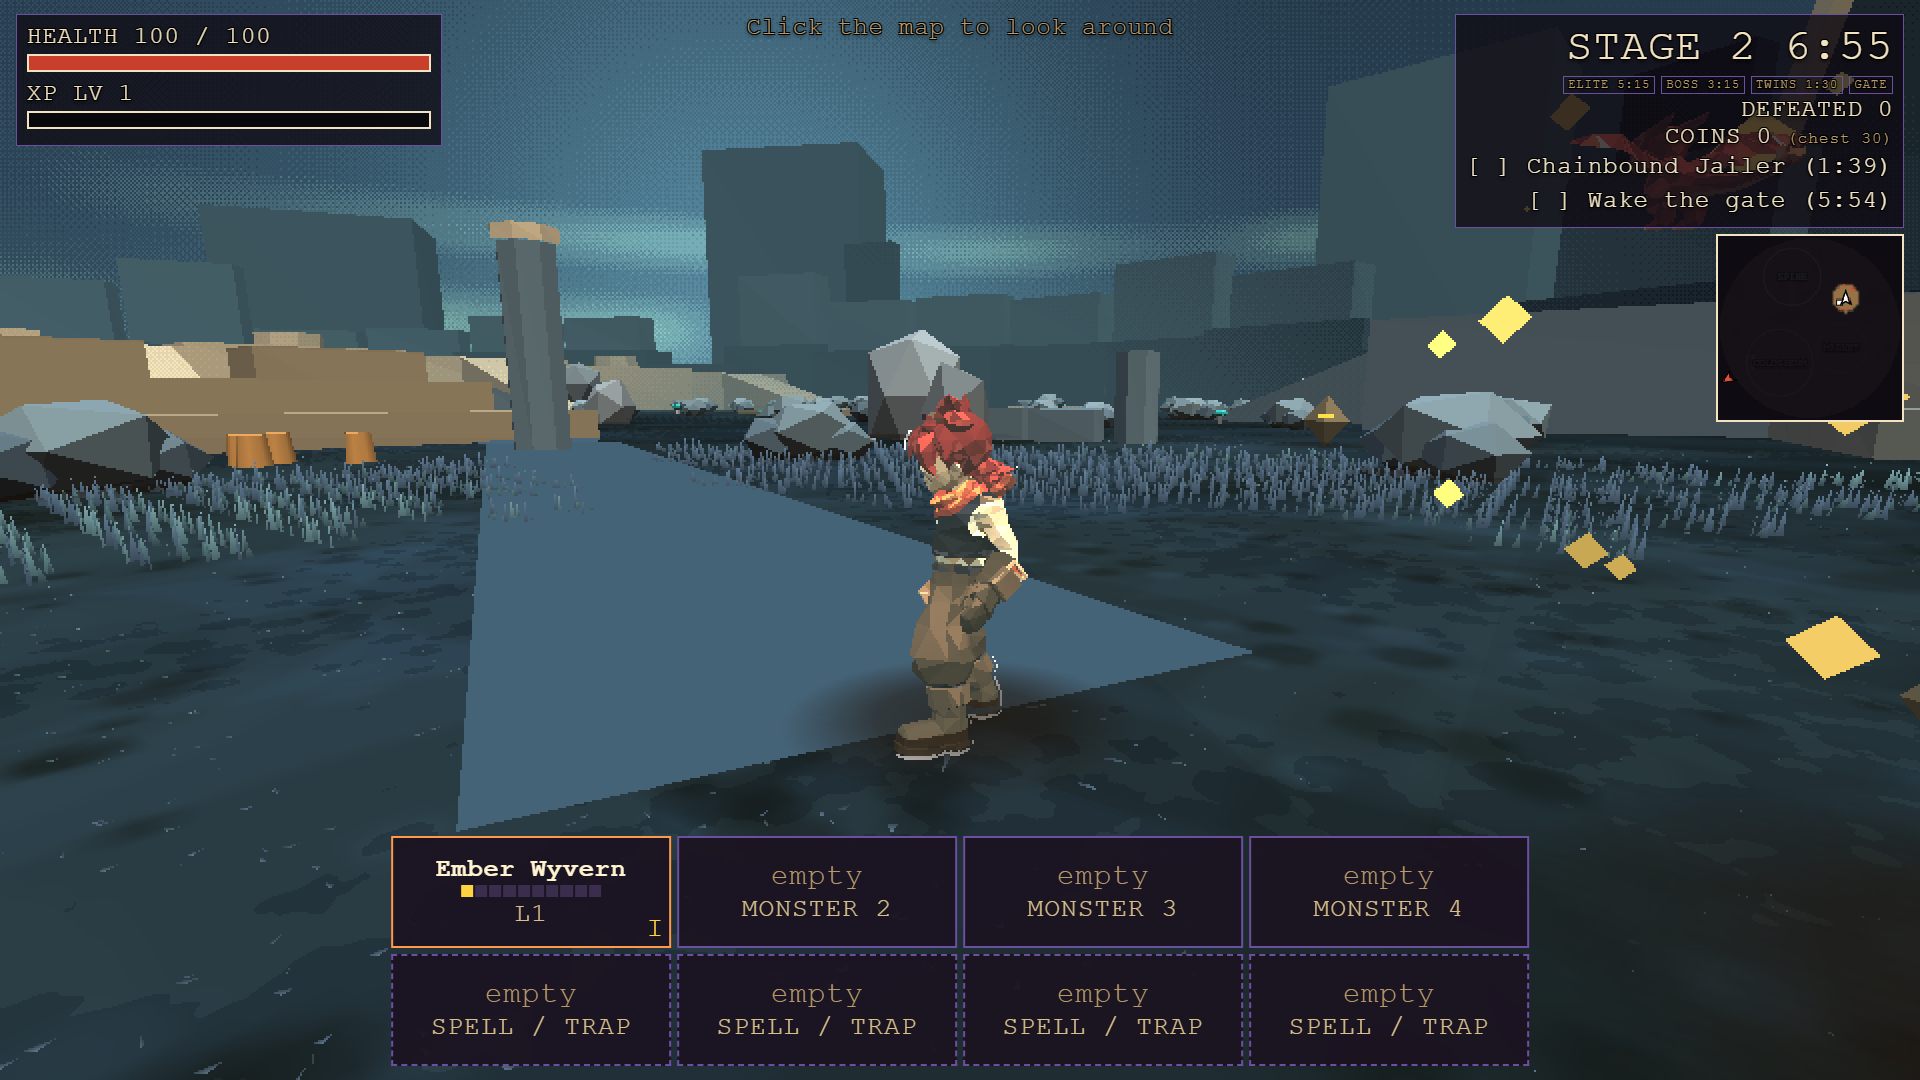 HEALTH 100 / 100
XP LV 1
Click the map to look around
STAGE 2 6:55
ELITE 5:15 BOSS 3:15 TWINS 1:30 GATE
DEFEATED 0
COINS 0 (chest 30)
[ ] Chainbound Jailer (1:39)
[ ] Wake the gate (5:54)
Ember Wyvern
L1
I
empty
MONSTER 2
empty
MONSTER 3
empty
MONSTER 4
empty
SPELL / TRAP
empty
SPELL / TRAP
empty
SPELL / TRAP
empty
SPELL / TRAP